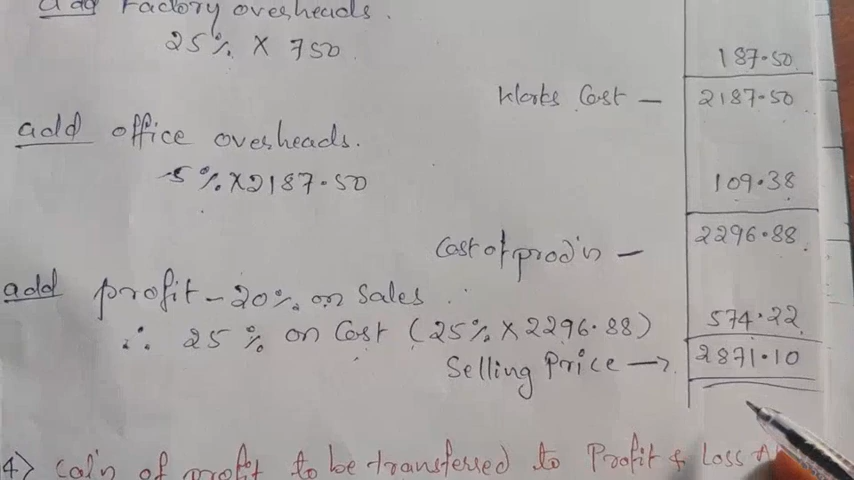 add Factory overheads.
25% X 750
187.50
Works Cost — 2187.50
add office overheads.
5% X 2187.50
109.38
Cost of prod'n — 2296.88
add profit - 20% on Sales
∴ 25% on Cost (25% X 2296.88) 574.22
Selling Price → 2871.10
4) Cal'n of profit to be transferred to Profit & Loss